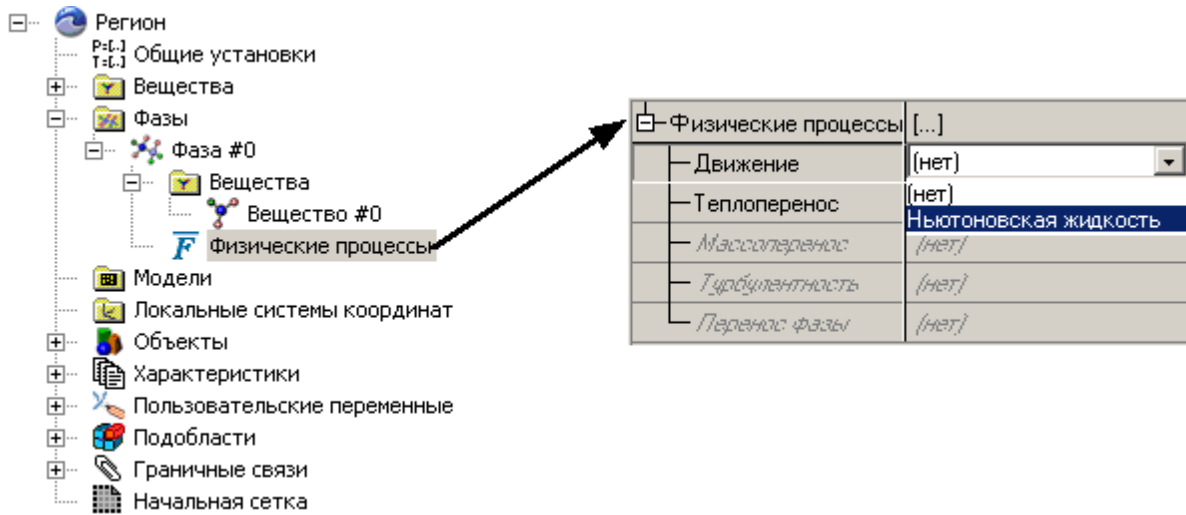 Регион
P=[..]
T=[..] Общие установки
Вещества
Фазы
Фаза #0
Вещества
Вещество #0
F Физические процессы
Модели
Локальные системы координат
Объекты
Характеристики
Пользовательские переменные
Подобласти
Граничные связи
Начальная сетка
Физические процессы [...]
Движение (нет)
(нет)
Теплоперенос Ньютоновская жидкость
Массоперенос (нет)
Турбулентность (нет)
Перенос фазы (нет)